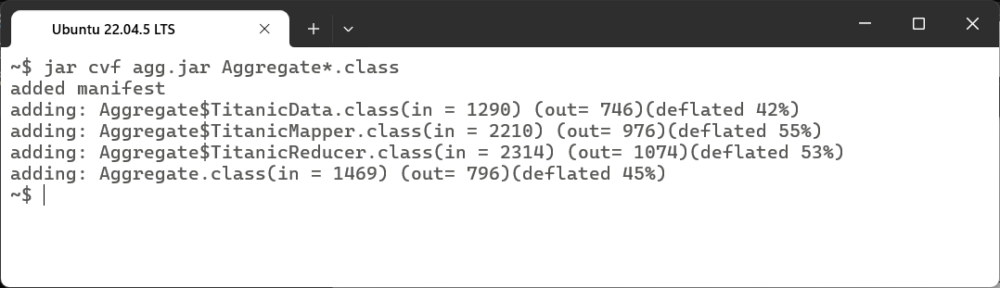 Ubuntu 22.04.5 LTS
~$ jar cvf agg.jar Aggregate*.class
added manifest
adding: Aggregate$TitanicData.class(in = 1290) (out= 746)(deflated 42%)
adding: Aggregate$TitanicMapper.class(in = 2210) (out= 976)(deflated 55%)
adding: Aggregate$TitanicReducer.class(in = 2314) (out= 1074)(deflated 53%)
adding: Aggregate.class(in = 1469) (out= 796)(deflated 45%)
~$